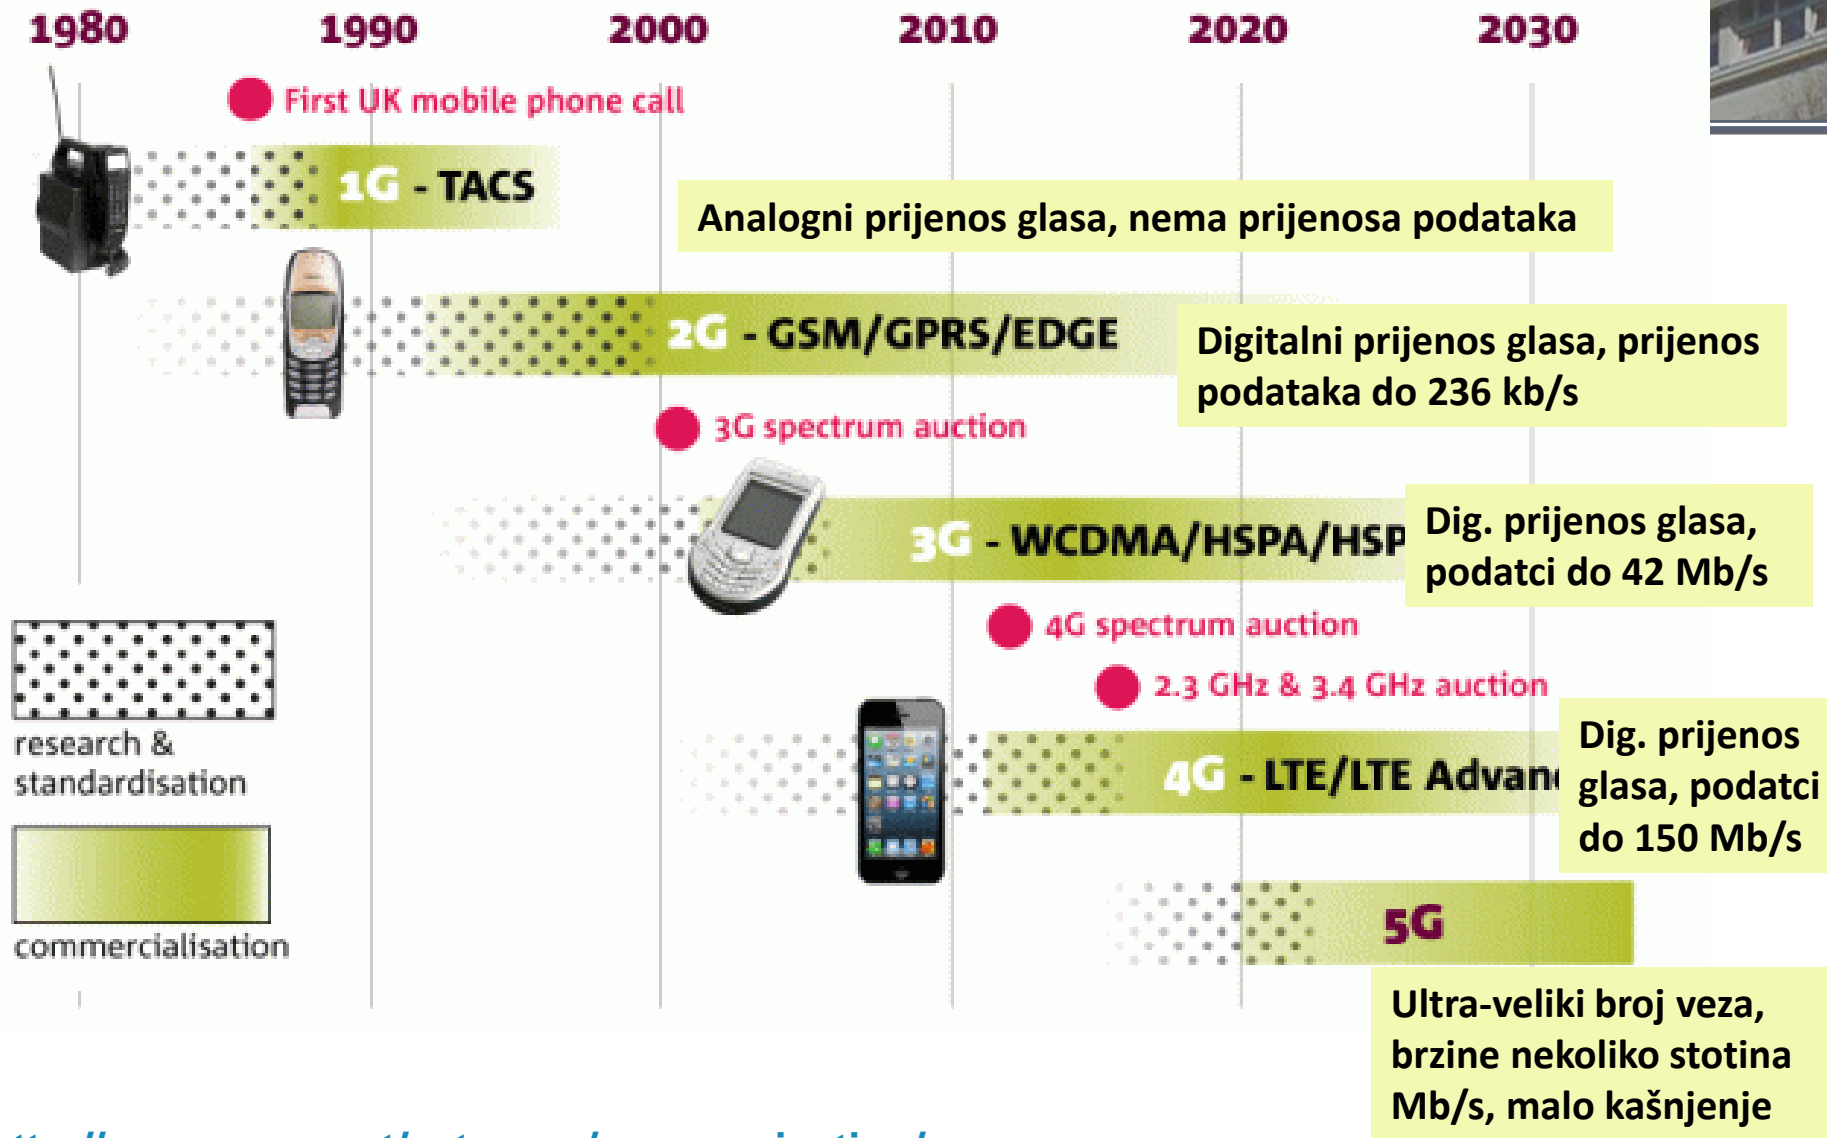 1980 1990 2000 2010 2020 2030
First UK mobile phone call
1G - TACS
Analogni prijenos glasa, nema prijenosa podataka
2G - GSM/GPRS/EDGE
Digitalni prijenos glasa, prijenos
podataka do 236 kb/s
3G spectrum auction
3G - WCDMA/HSPA/HSP
Dig. prijenos glasa,
podatci do 42 Mb/s
4G spectrum auction
2.3 GHz & 3.4 GHz auction
research &
standardisation
4G - LTE/LTE Advan
Dig. prijenos
glasa, podatci
do 150 Mb/s
commercialisation
5G
Ultra-veliki broj veza,
brzine nekoliko stotina
Mb/s, malo kašnjenje